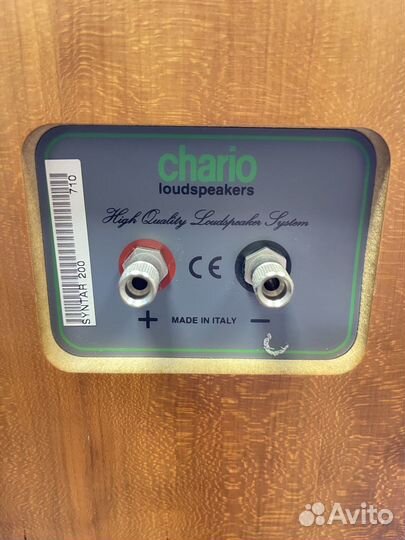 chario
loudspeakers
High Quality Loudspeaker System
CE
+ MADE IN ITALY −
SYNTAR 200 710
Avito